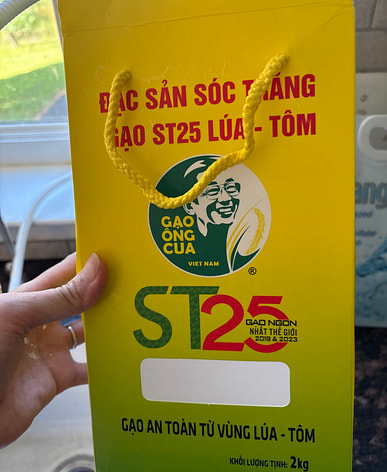 ĐẶC SẢN SÓC TRĂNG
GẠO ST25 LÚA - TÔM
GẠO
ÔNG
CUA
VIET NAM
®
ST25
GẠO NGON
NHẤT THẾ GIỚI
2019 & 2023
GẠO AN TOÀN TỪ VÙNG LÚA - TÔM
KHỐI LƯỢNG TỊNH: 2kg